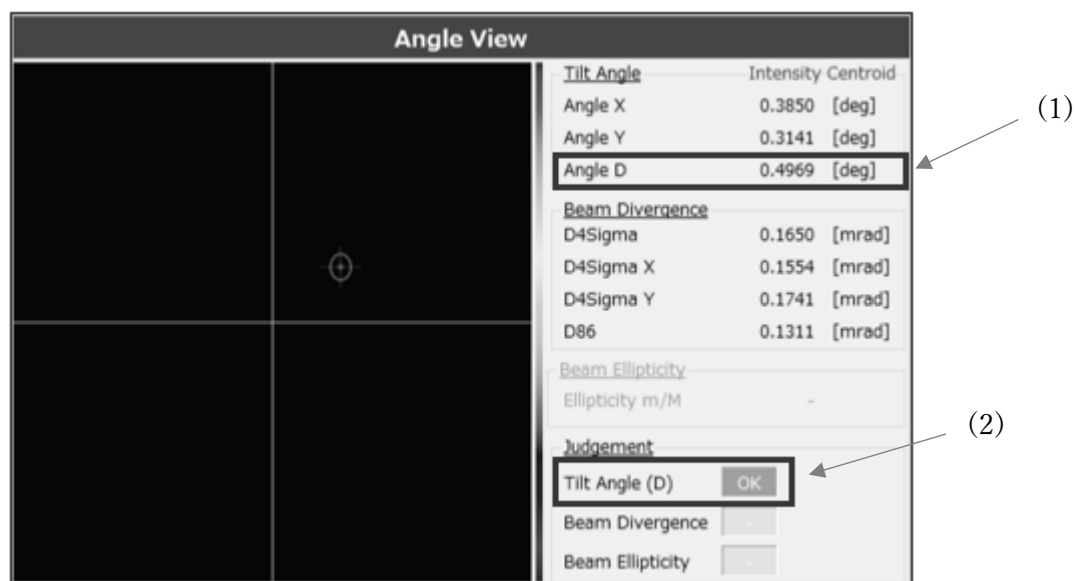 Angle View
Tilt Angle Intensity Centroid
Angle X 0.3850 [deg]
Angle Y 0.3141 [deg]
Angle D 0.4969 [deg]
(1)
Beam Divergence
D4Sigma 0.1650 [mrad]
D4Sigma X 0.1554 [mrad]
D4Sigma Y 0.1741 [mrad]
D86 0.1311 [mrad]
Beam Ellipticity
Ellipticity m/M -
(2)
Judgement
Tilt Angle (D) OK
Beam Divergence -
Beam Ellipticity -